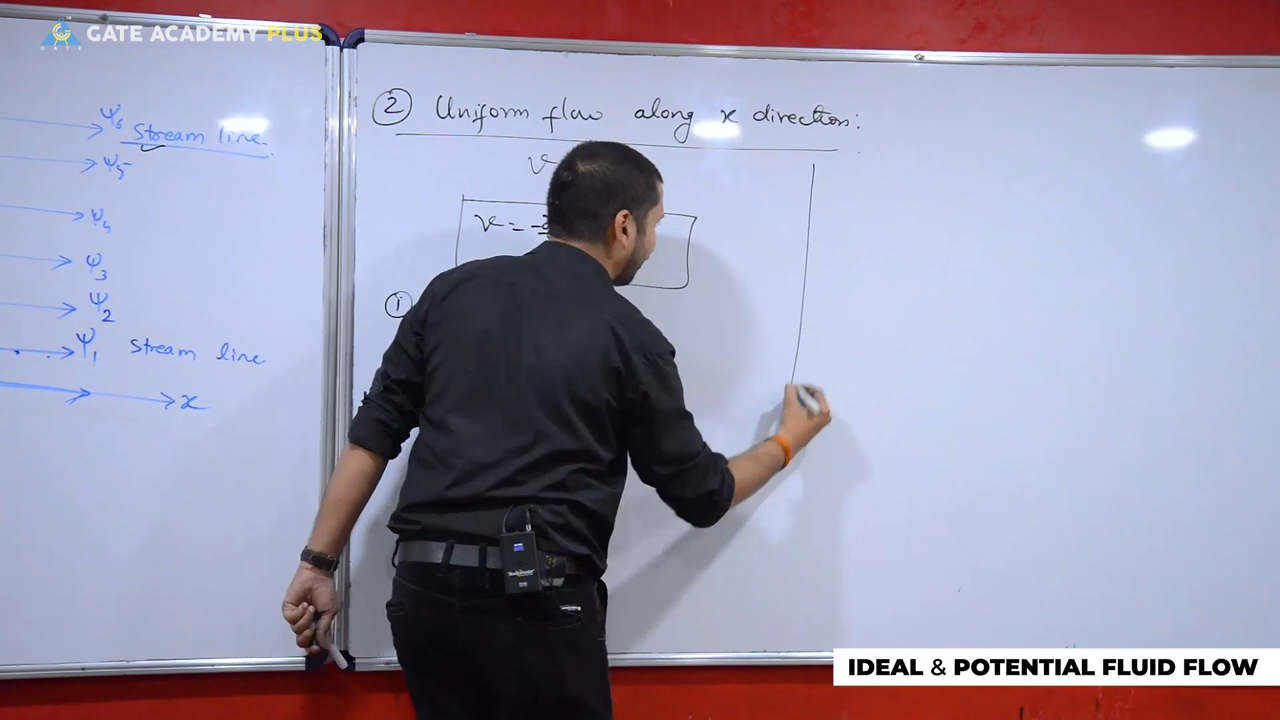 GATE ACADEMY PLUS
GATE
ψ6 Stream line
ψ5
ψ4
ψ3
ψ2
ψ1 Stream line
x
② Uniform flow along x direction:
v
v = -
①
IDEAL & POTENTIAL FLUID FLOW